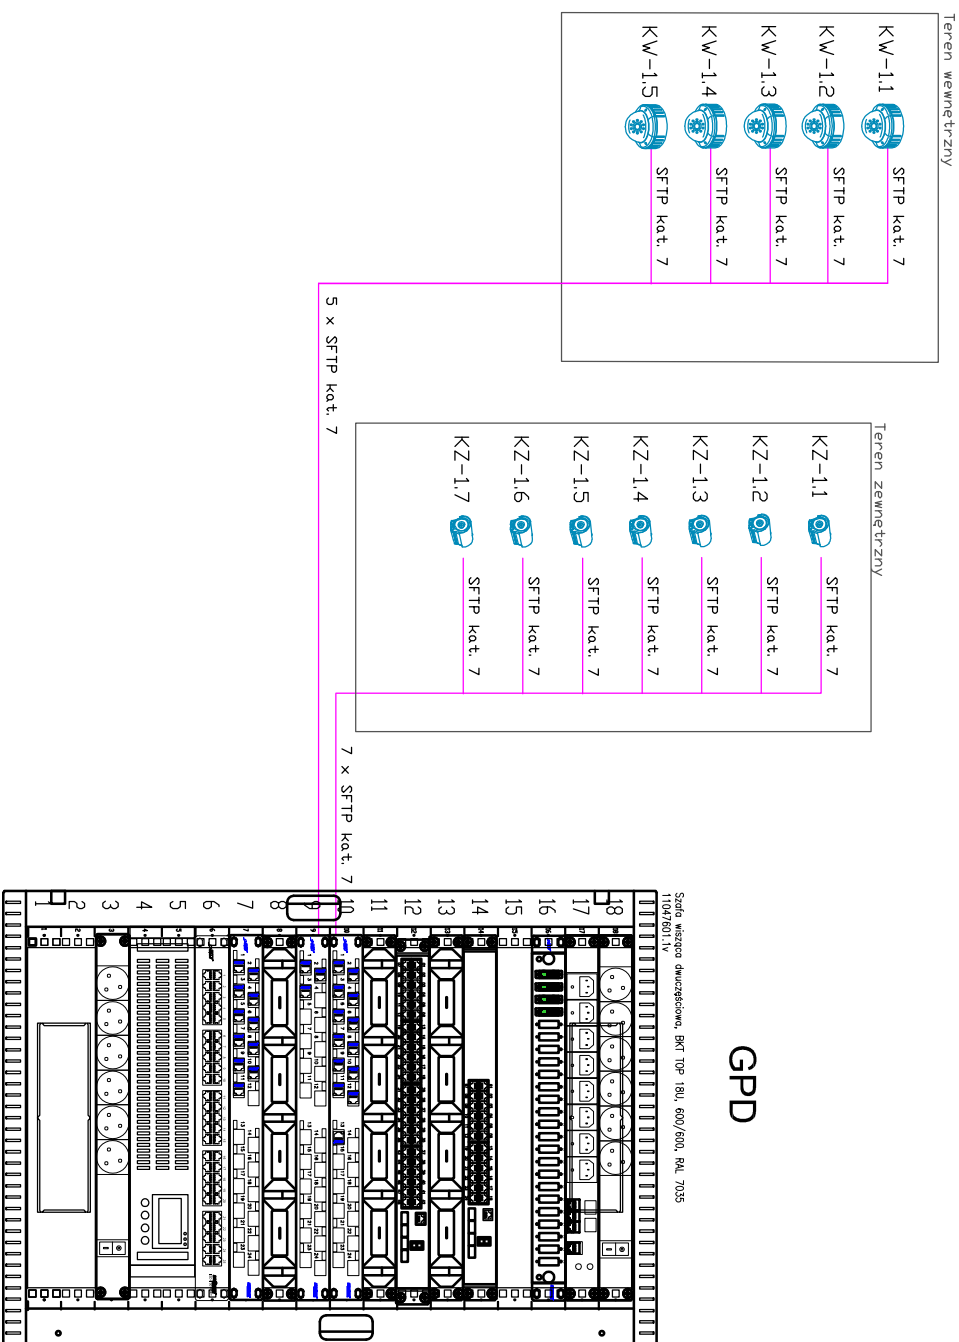 Teren wewnętrzny
KW-1.1
SFTP kat. 7
KW-1.2
SFTP kat. 7
KW-1.3
SFTP kat. 7
KW-1.4
SFTP kat. 7
KW-1.5
SFTP kat. 7
5 x SFTP kat. 7
Teren zewnętrzny
KZ-1.1
SFTP kat. 7
KZ-1.2
SFTP kat. 7
KZ-1.3
SFTP kat. 7
KZ-1.4
SFTP kat. 7
KZ-1.5
SFTP kat. 7
KZ-1.6
SFTP kat. 7
KZ-1.7
SFTP kat. 7
7 x SFTP kat. 7
GPD
Szafa wisząca dwuczęściowa, BKT TOP 18U, 600/600, RAL 7035
11047601.1v
18
17
16
15
14
13
12
11
10
9
8
7
6
5
4
3
2
1